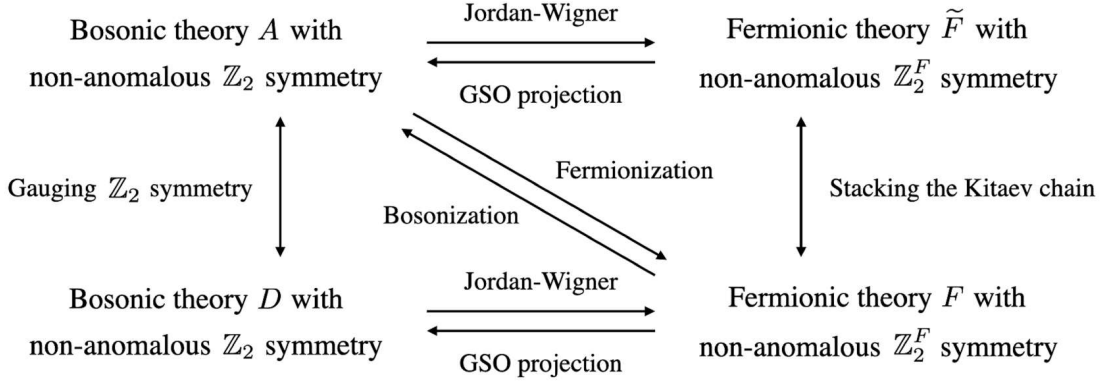 Bosonic theory A with
non-anomalous ℤ₂ symmetry
Jordan-Wigner
GSO projection
Fermionic theory F̃ with
non-anomalous ℤ₂ᶠ symmetry
Gauging ℤ₂ symmetry
Fermionization
Bosonization
Stacking the Kitaev chain
Bosonic theory D with
non-anomalous ℤ₂ symmetry
Jordan-Wigner
GSO projection
Fermionic theory F with
non-anomalous ℤ₂ᶠ symmetry